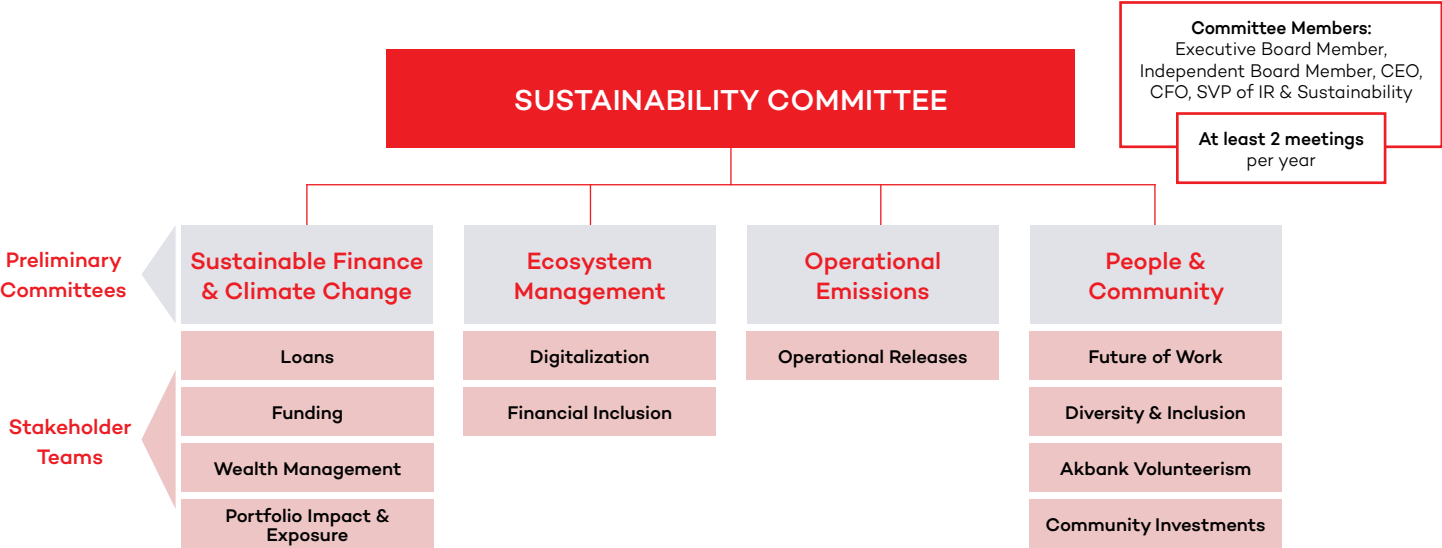 Committee Members:
Executive Board Member,
Independent Board Member, CEO,
CFO, SVP of IR & Sustainability
At least 2 meetings
per year
SUSTAINABILITY COMMITTEE
Preliminary
Committees
Sustainable Finance
& Climate Change
Ecosystem
Management
Operational
Emissions
People &
Community
Stakeholder
Teams
Loans
Funding
Wealth Management
Portfolio Impact &
Exposure
Digitalization
Financial Inclusion
Operational Releases
Future of Work
Diversity & Inclusion
Akbank Volunteerism
Community Investments